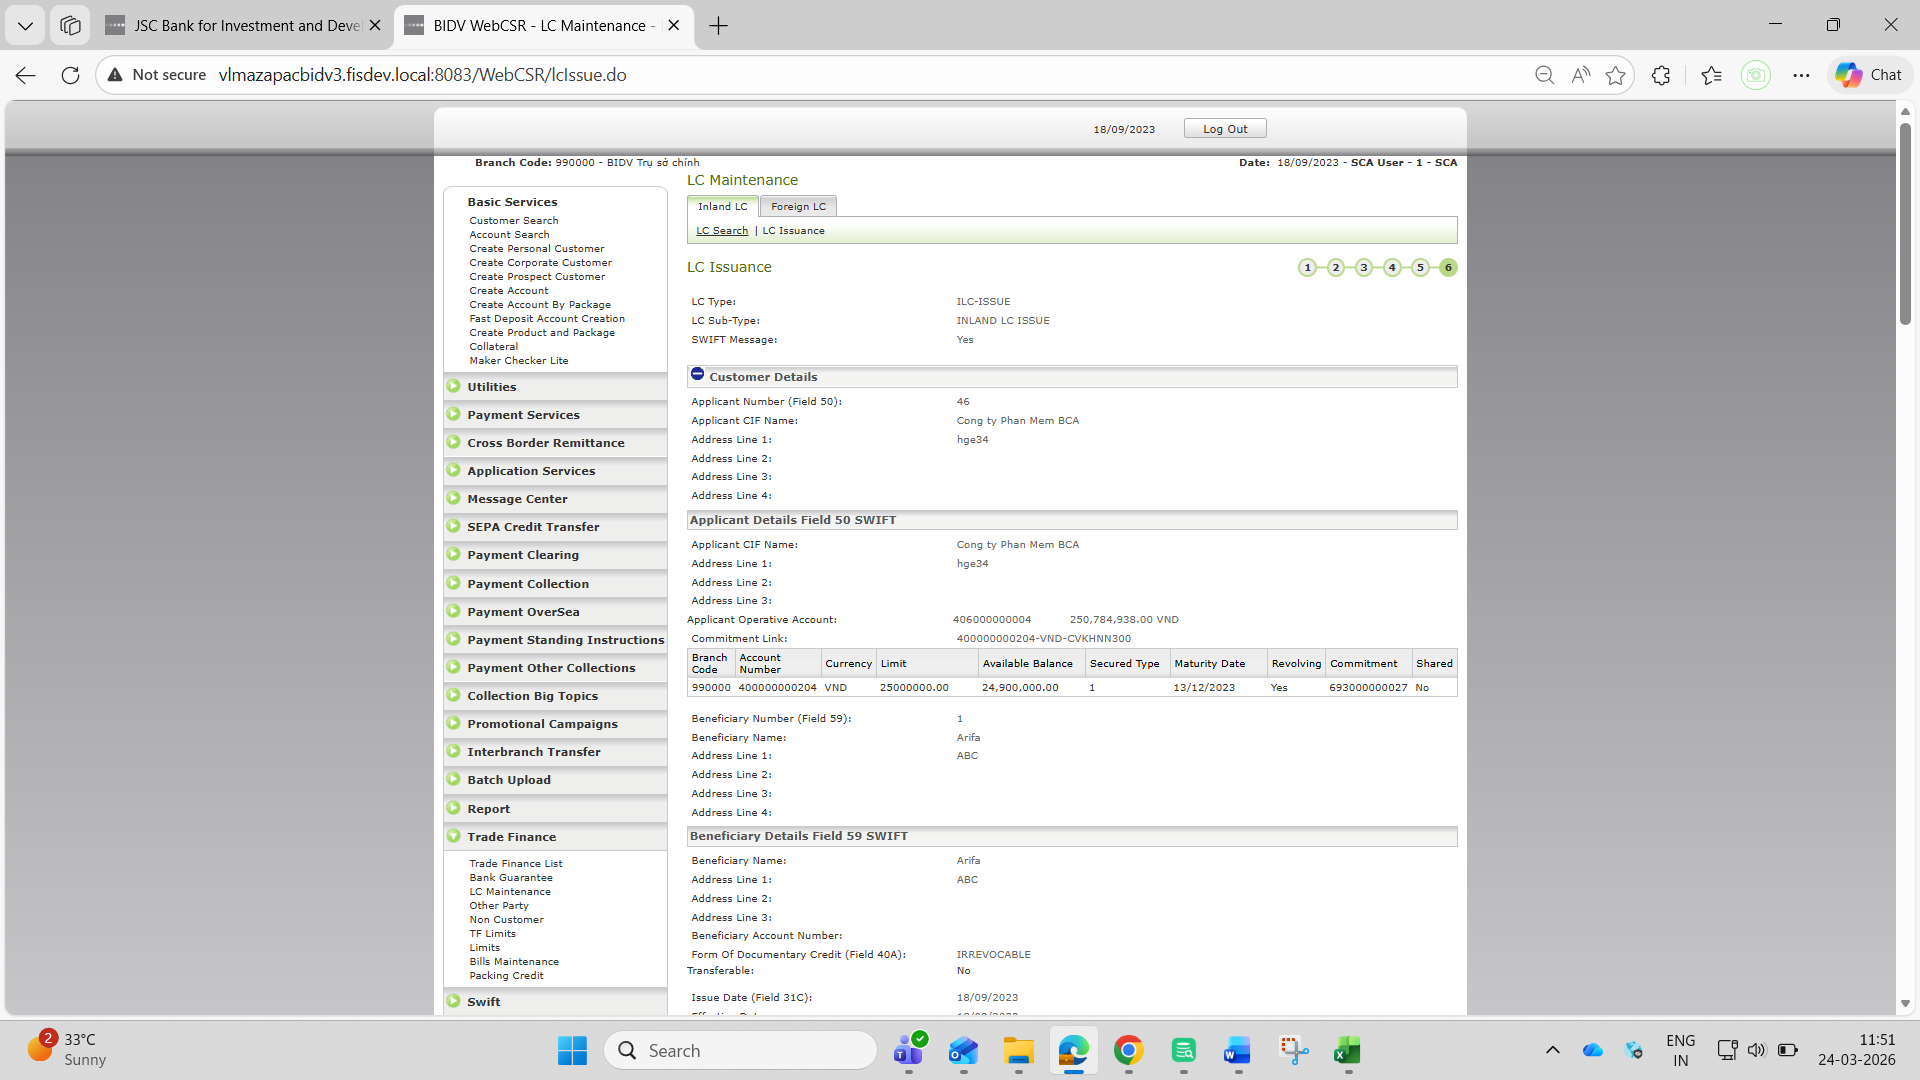 JSC Bank for Investment and Deve
BIDV WebCSR - LC Maintenance -
Not secure
vlmazapacbidv3.fisdev.local:8083/WebCSR/lcIssue.do
Chat
18/09/2023
Log Out
Branch Code: 990000 - BIDV Trụ sở chính
Date: 18/09/2023 - SCA User - 1 - SCA
Basic Services
Customer Search
Account Search
Create Personal Customer
Create Corporate Customer
Create Prospect Customer
Create Account
Create Account By Package
Fast Deposit Account Creation
Create Product and Package
Collateral
Maker Checker Lite
Utilities
Payment Services
Cross Border Remittance
Application Services
Message Center
SEPA Credit Transfer
Payment Clearing
Payment Collection
Payment OverSea
Payment Standing Instructions
Payment Other Collections
Collection Big Topics
Promotional Campaigns
Interbranch Transfer
Batch Upload
Report
Trade Finance
Trade Finance List
Bank Guarantee
LC Maintenance
Other Party
Non Customer
TF Limits
Limits
Bills Maintenance
Packing Credit
Swift
LC Maintenance
Inland LC
Foreign LC
LC Search | LC Issuance
LC Issuance
1 2 3 4 5 6
LC Type: ILC-ISSUE
LC Sub-Type: INLAND LC ISSUE
SWIFT Message: Yes
Customer Details
Applicant Number (Field 50): 46
Applicant CIF Name: Cong ty Phan Mem BCA
Address Line 1: hge34
Address Line 2:
Address Line 3:
Address Line 4:
Applicant Details Field 50 SWIFT
Applicant CIF Name: Cong ty Phan Mem BCA
Address Line 1: hge34
Address Line 2:
Address Line 3:
Applicant Operative Account: 406000000004 250,784,938.00 VND
Commitment Link: 400000000204-VND-CVKHNN300
Branch Code Account Number Currency Limit Available Balance Secured Type Maturity Date Revolving Commitment Shared
990000 400000000204 VND 25000000.00 24,900,000.00 1 13/12/2023 Yes 693000000027 No
Beneficiary Number (Field 59): 1
Beneficiary Name: Arifa
Address Line 1: ABC
Address Line 2:
Address Line 3:
Address Line 4:
Beneficiary Details Field 59 SWIFT
Beneficiary Name: Arifa
Address Line 1: ABC
Address Line 2:
Address Line 3:
Beneficiary Account Number:
Form Of Documentary Credit (Field 40A): IRREVOCABLE
Transferable: No
Issue Date (Field 31C): 18/09/2023
2
33°C
Sunny
Search
ENG
IN
11:51
24-03-2026